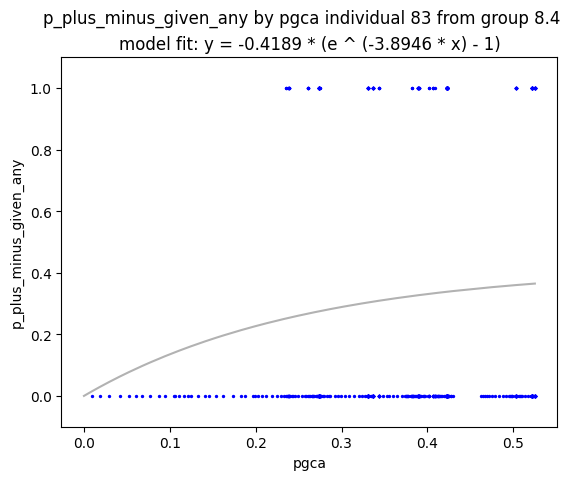 p_plus_minus_given_any by pgca individual 83 from group 8.4
model fit: y = -0.4189 * (e ^ (-3.8946 * x) - 1)
1.0
0.8
0.6
0.4
0.2
0.0
p_plus_minus_given_any
0.0 0.1 0.2 0.3 0.4 0.5
pgca